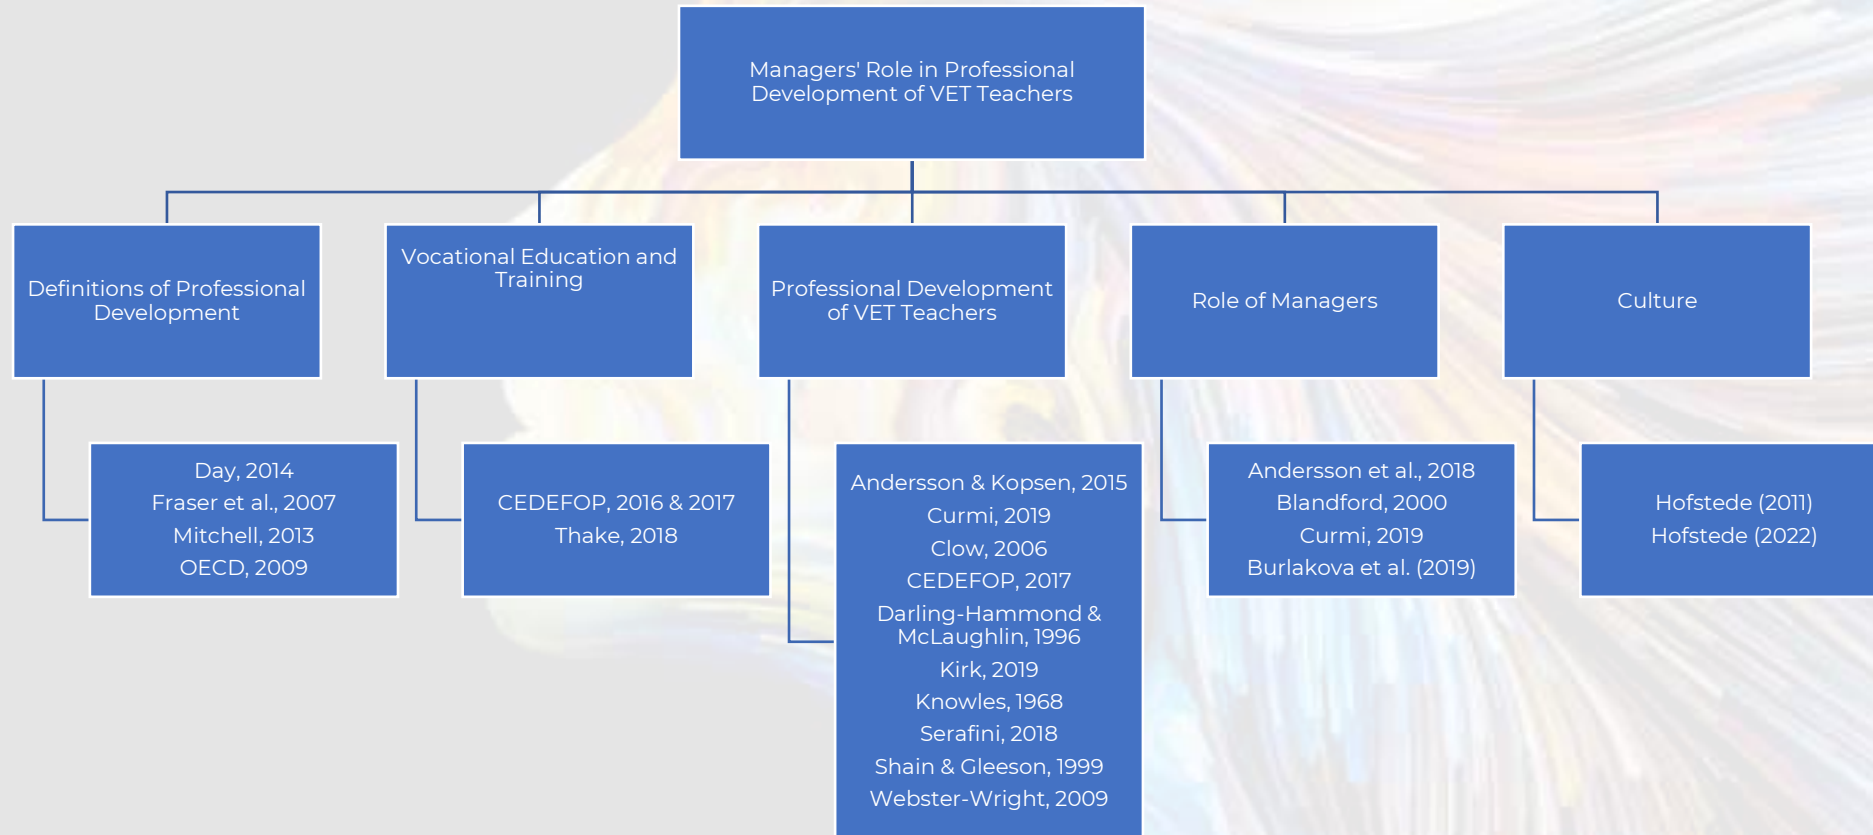 Managers' Role in Professional
Development of VET Teachers
Definitions of Professional
Development
Vocational Education and
Training
Professional Development
of VET Teachers
Role of Managers
Culture
Day, 2014
Fraser et al., 2007
Mitchell, 2013
OECD, 2009
CEDEFOP, 2016 & 2017
Thake, 2018
Andersson & Kopsen, 2015
Curmi, 2019
Clow, 2006
CEDEFOP, 2017
Darling-Hammond &
McLaughlin, 1996
Kirk, 2019
Knowles, 1968
Serafini, 2018
Shain & Gleeson, 1999
Webster-Wright, 2009
Andersson et al., 2018
Blandford, 2000
Curmi, 2019
Burlakova et al. (2019)
Hofstede (2011)
Hofstede (2022)